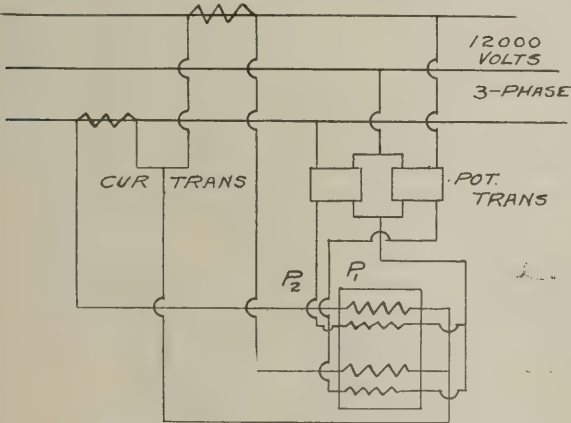 12000
VOLTS
3-PHASE
CUR TRANS
POT.
TRANS
P2
P1